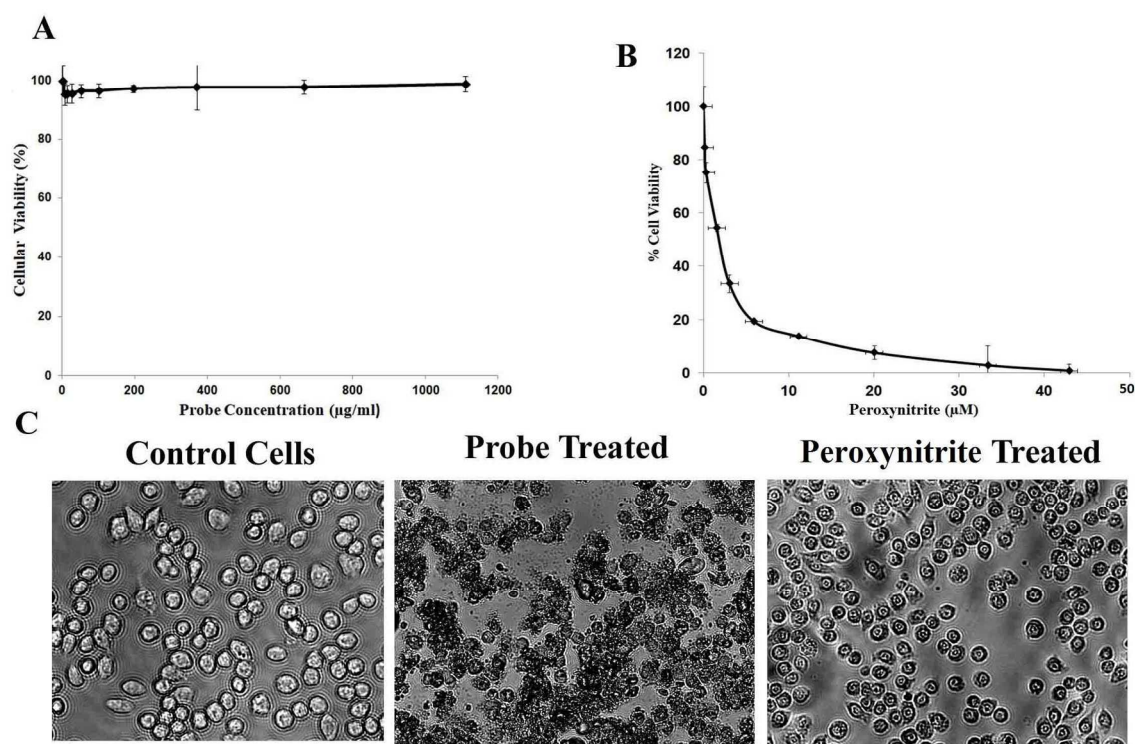 A
Cellular Viability (%)
100
80
60
40
20
0
0 200 400 600 800 1000 1200
Probe Concentration (µg/ml)
B
% Cell Viability
120
100
80
60
40
20
0
0 10 20 30 40 50
Peroxynitrite (µM)
C
Control Cells
Probe Treated
Peroxynitrite Treated